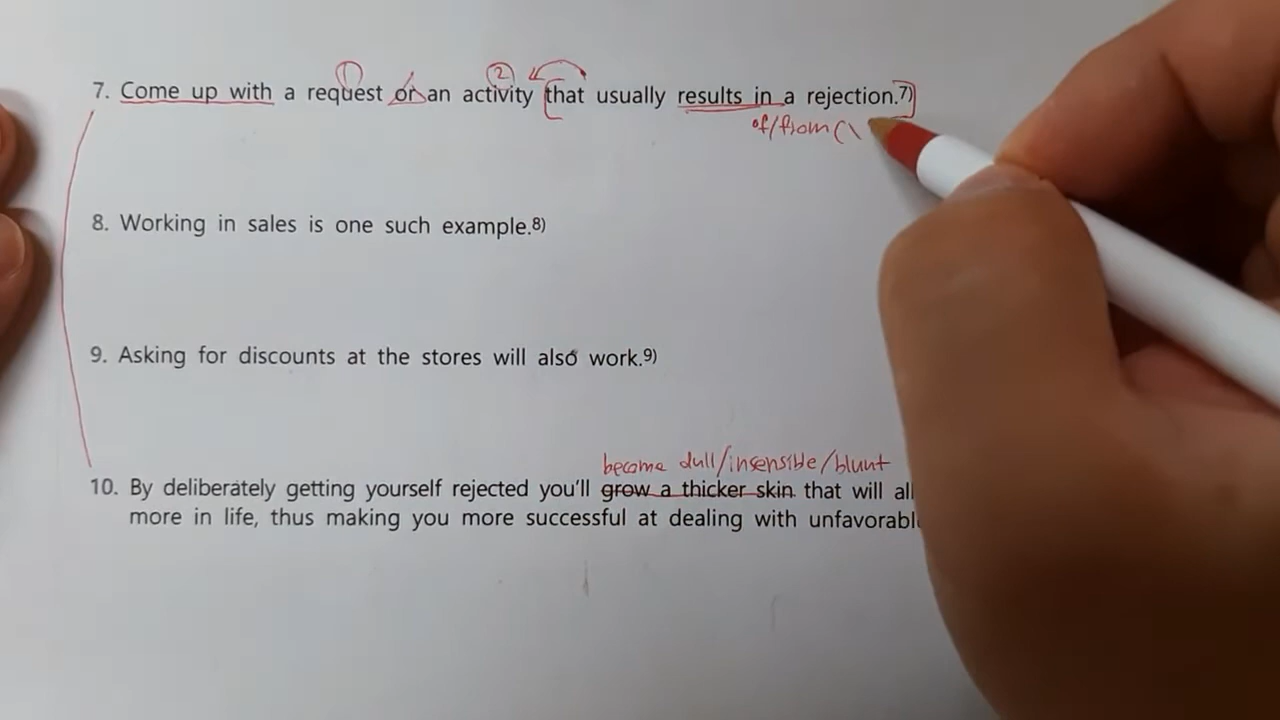 ① ②
7. Come up with a request or an activity that usually results in a rejection.7)
of/from (
8. Working in sales is one such example.8)
9. Asking for discounts at the stores will also work.9)
become dull/insensible/blunt
10. By deliberately getting yourself rejected you'll grow a thicker skin that will all
more in life, thus making you more successful at dealing with unfavorabl